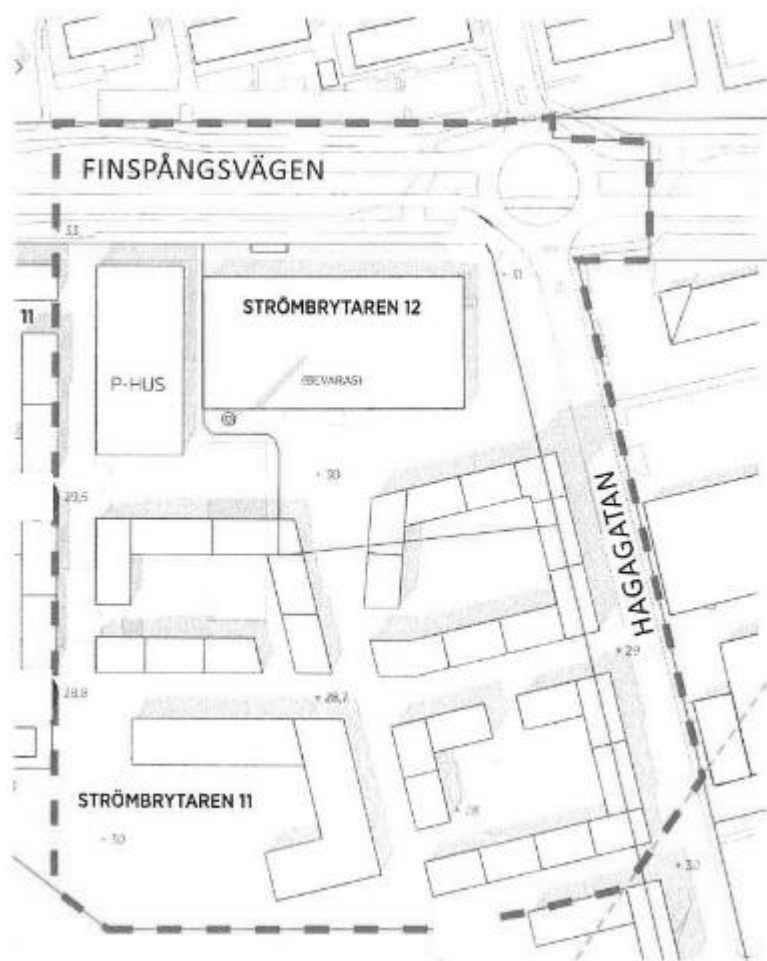 FINSPÅNGSVÄGEN
33
STRÖMBRYTAREN 12
11
P-HUS
(BEVARAS)
30
29,5
HAGAGATAN
29
28,8
28,7
STRÖMBRYTAREN 11
28
30
30